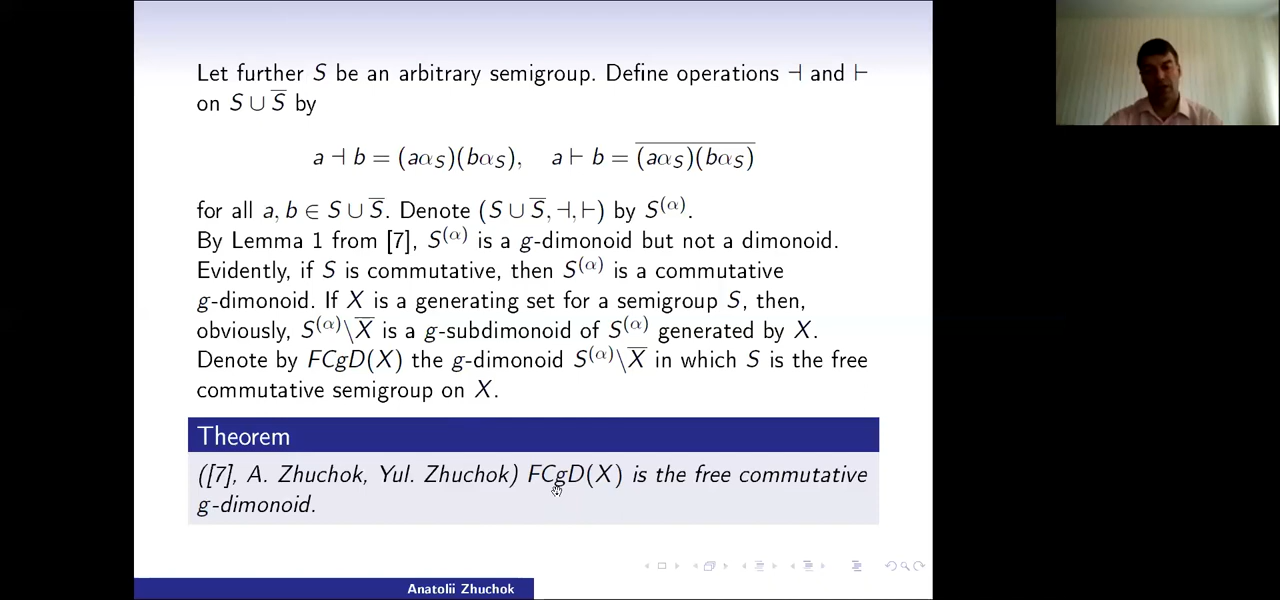 Let further S be an arbitrary semigroup. Define operations ⊣ and ⊢
on S ∪ S̅ by
a ⊣ b = (aα_S)(bα_S),   a ⊢ b = \overline{(aα_S)(bα_S)}
for all a, b ∈ S ∪ S̅. Denote (S ∪ S̅, ⊣, ⊢) by S^(α).
By Lemma 1 from [7], S^(α) is a g-dimonoid but not a dimonoid.
Evidently, if S is commutative, then S^(α) is a commutative
g-dimonoid. If X is a generating set for a semigroup S, then,
obviously, S^(α)\X̅ is a g-subdimonoid of S^(α) generated by X.
Denote by FCgD(X) the g-dimonoid S^(α)\X̅ in which S is the free
commutative semigroup on X.
Theorem
([7], A. Zhuchok, Yul. Zhuchok) FCgD(X) is the free commutative
g-dimonoid.
Anatolii Zhuchok